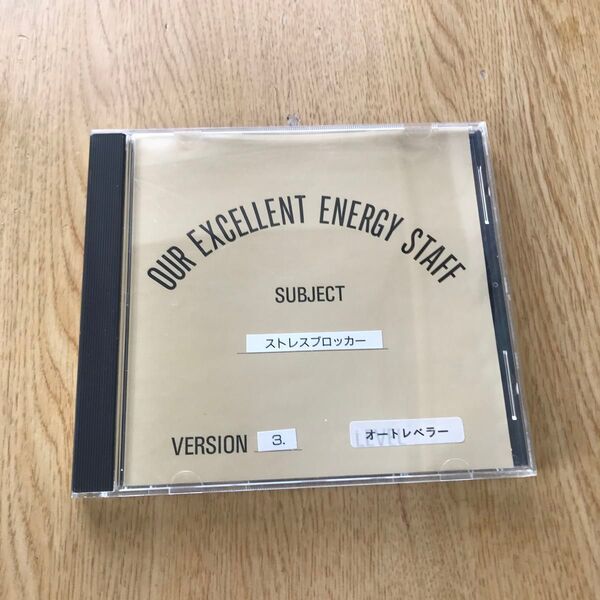 OUR EXCELLENT ENERGY STAFF
SUBJECT
ストレスブロッカー
VERSION 3. オートレベラー